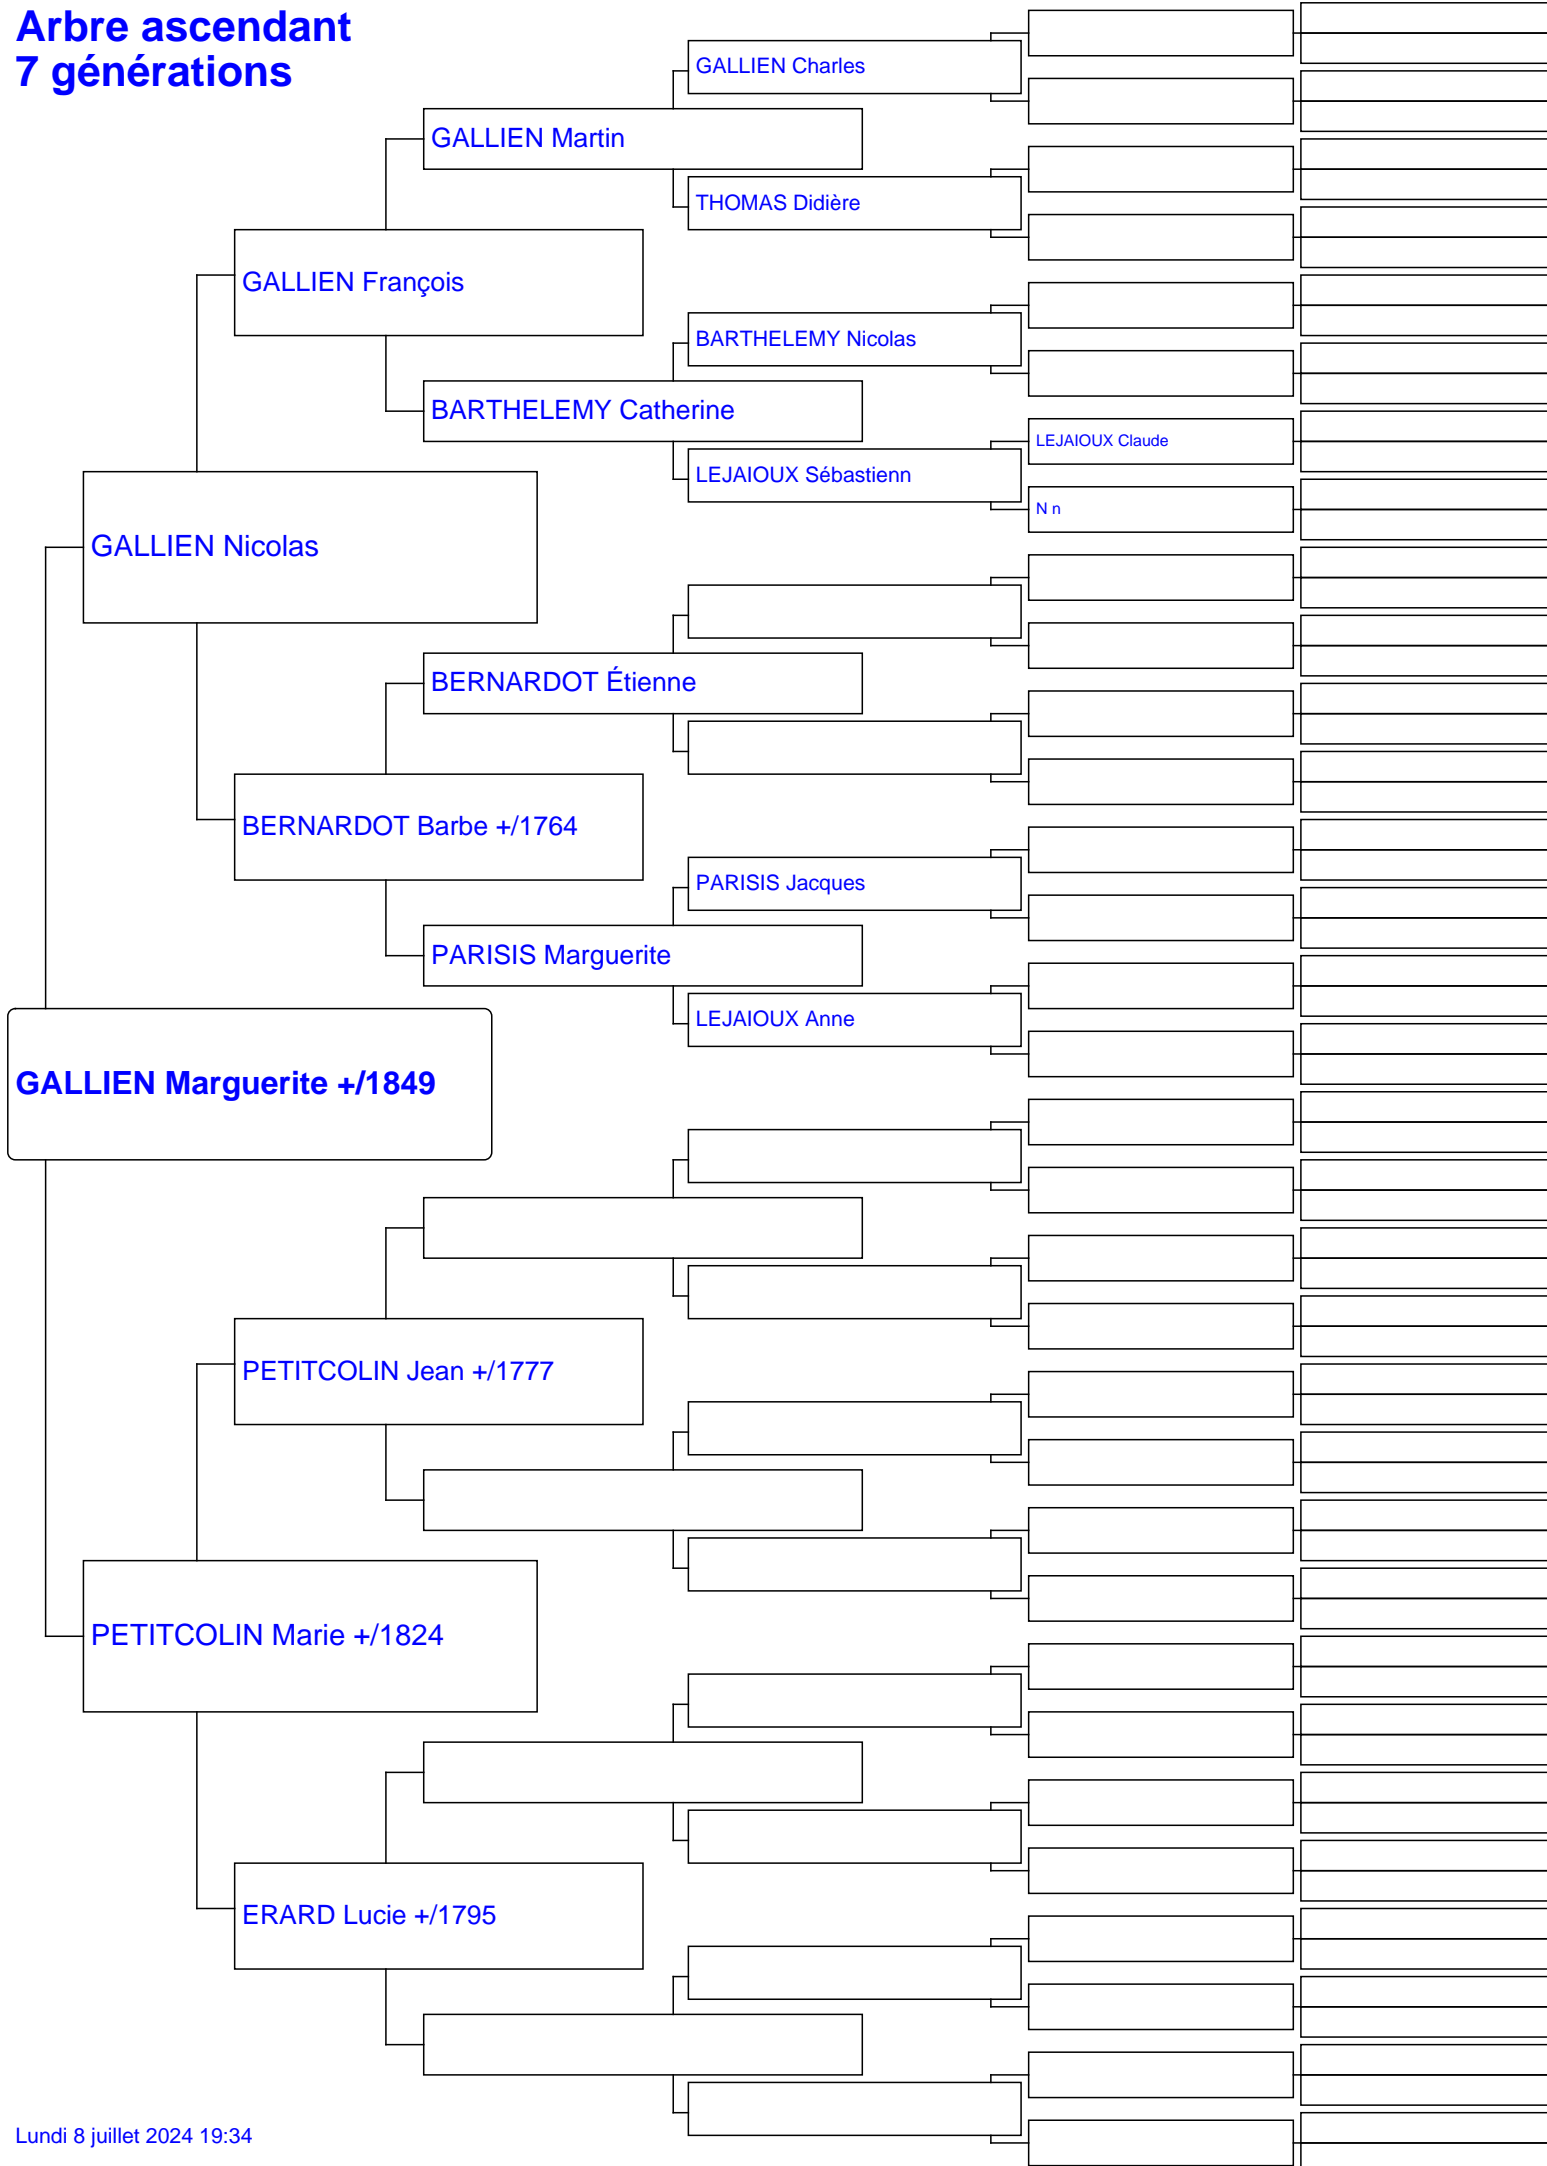 Arbre ascendant
7 générations
GALLIEN Charles
GALLIEN Martin
THOMAS Didière
GALLIEN François
BARTHELEMY Nicolas
BARTHELEMY Catherine
LEJAIOUX Claude
LEJAIOUX Sébastienn
N n
GALLIEN Nicolas
BERNARDOT Étienne
BERNARDOT Barbe +/1764
PARISIS Jacques
PARISIS Marguerite
LEJAIOUX Anne
GALLIEN Marguerite +/1849
PETITCOLIN Jean +/1777
PETITCOLIN Marie +/1824
ERARD Lucie +/1795
Lundi 8 juillet 2024 19:34